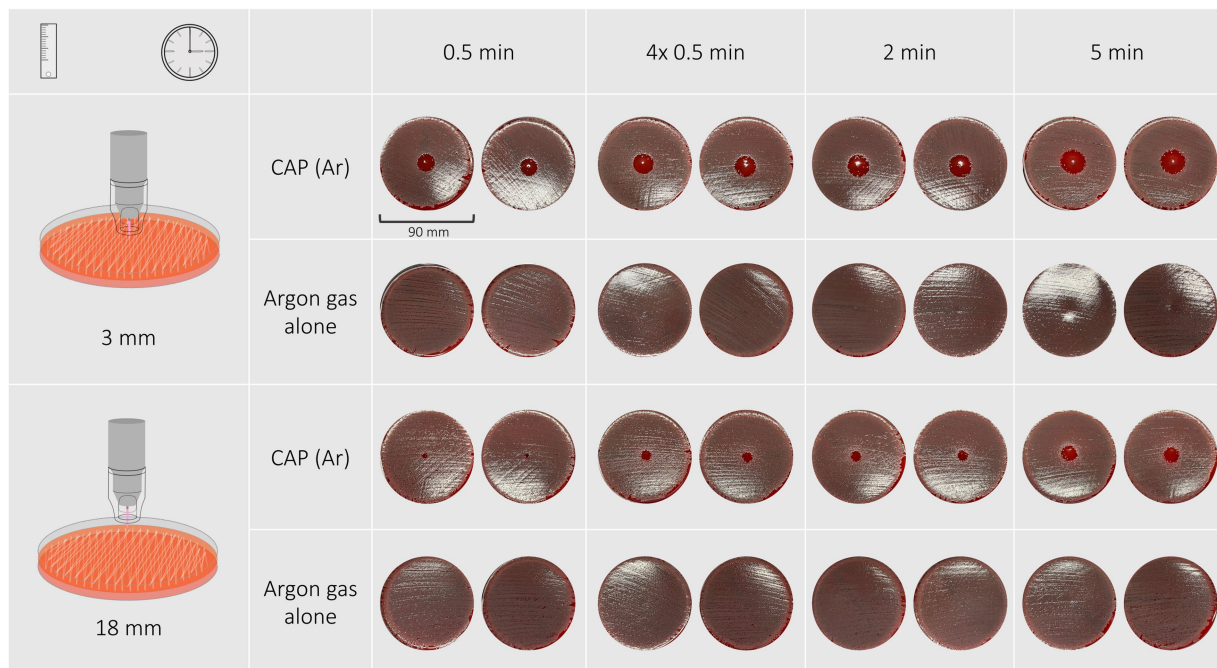 0.5 min
4x 0.5 min
2 min
5 min
CAP (Ar)
90 mm
Argon gas
alone
3 mm
CAP (Ar)
Argon gas
alone
18 mm